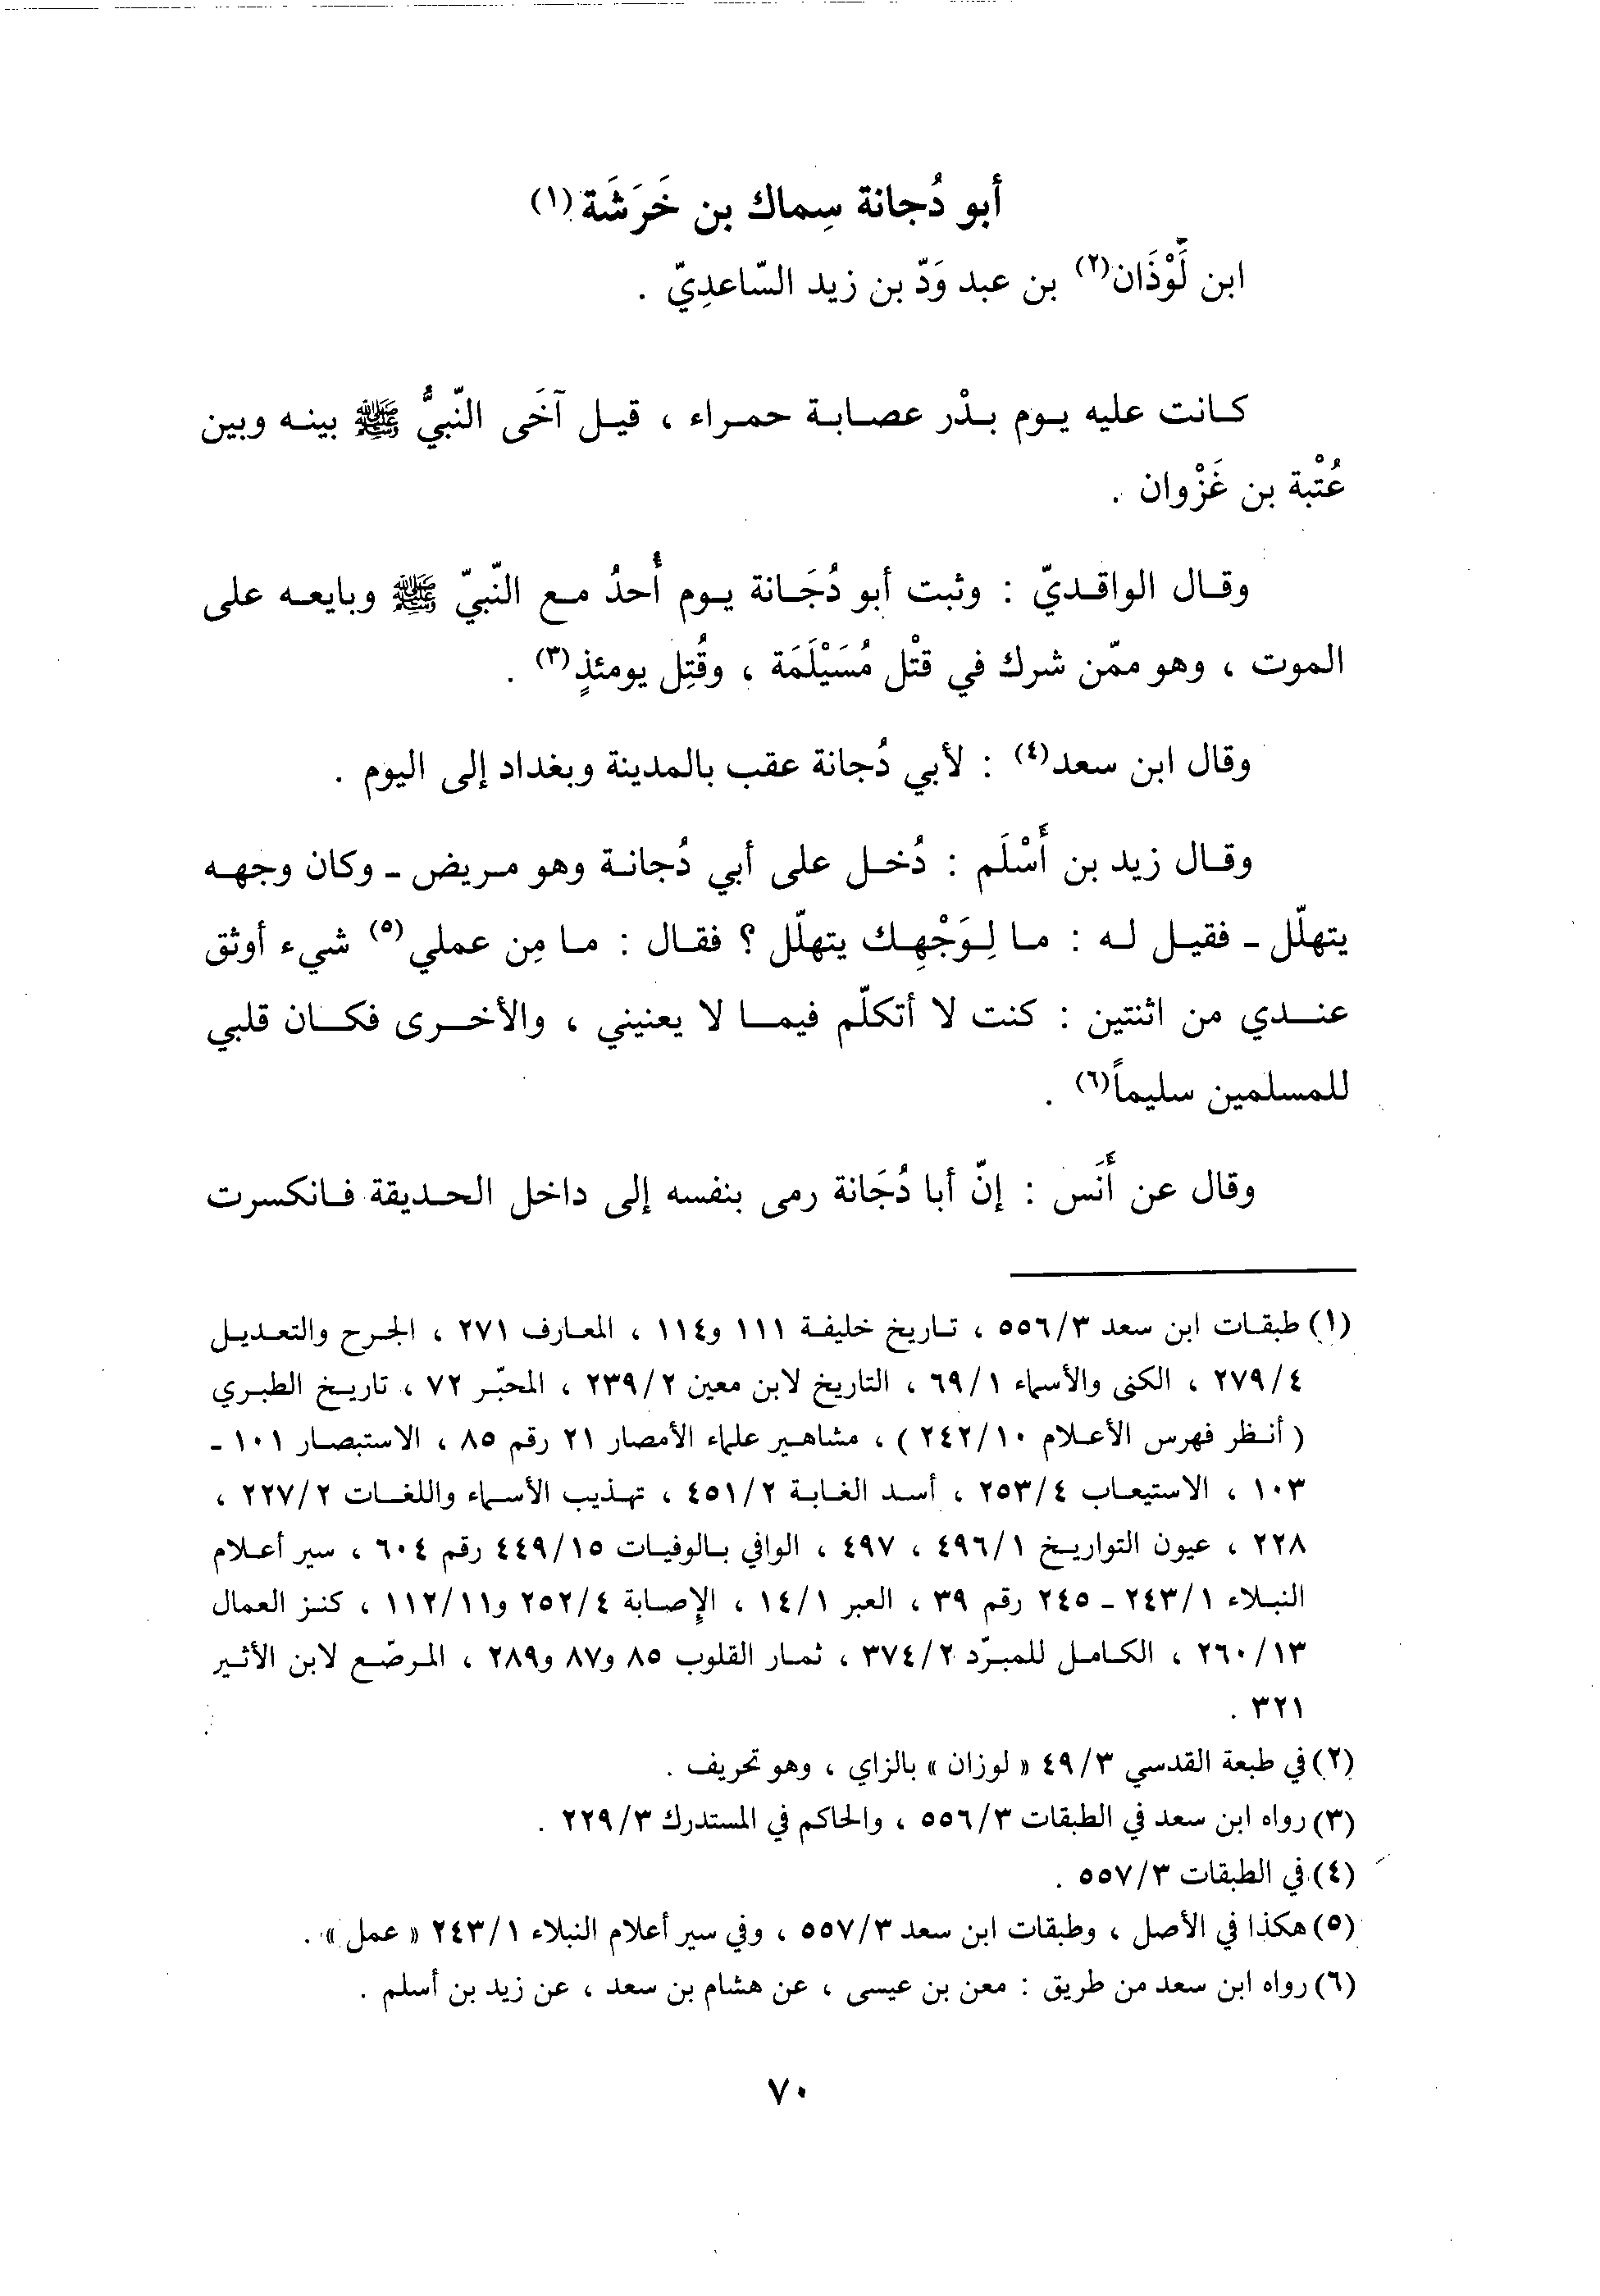 أبو دُجانة سِماك بن خَرَشَة(١)
ابن لَوْذَان(٢) بن عبد وَدّ بن زيد السّاعدِيّ .
كانت عليه يوم بدْر عصابة حمراء ، قيل آخَى النّبيُّ ﷺ بينه وبين
عُتْبة بن غَزْوان .
وقال الواقديّ : وثبت أبو دُجَانة يوم أُحدُ مع النّبيّ ﷺ وبايعه على
الموت ، وهو ممّن شرك في قتْل مُسَيْلَمَة ، وقُتِل يومئذٍ(٣) .
وقال ابن سعد(٤) : لأبي دُجانة عقب بالمدينة وبغداد إلى اليوم .
وقال زيد بن أَسْلَم : دُخل على أبي دُجانة وهو مريض ـ وكان وجهه
يتهلّل ـ فقيل له : ما لِوَجْهِك يتهلّل ؟ فقال : ما مِن عملي(٥) شيء أوثق
عندي من اثنتين : كنت لا أتكلّم فيما لا يعنيني ، والأخرى فكان قلبي
للمسلمين سليماً(٦) .
وقال عن أَنَس : إنّ أبا دُجَانة رمى بنفسه إلى داخل الحديقة فانكسرت
(١) طبقات ابن سعد ٥٥٦/٣ ، تاريخ خليفة ١١١ و١١٤ ، المعارف ٢٧١ ، الجرح والتعديل
٢٧٩/٤ ، الكنى والأسماء ٦٩/١ ، التاريخ لابن معين ٢٣٩/٢ ، المحبّر ٧٢ ، تاريخ الطبري
( أنظر فهرس الأعلام ٢٤٢/١٠ ) ، مشاهير علماء الأمصار ٢١ رقم ٨٥ ، الاستبصار ١٠١ ـ
١٠٣ ، الاستيعاب ٢٥٣/٤ ، أسد الغابة ٤٥١/٢ ، تهذيب الأسماء واللغات ٢٢٧/٢ ،
٢٢٨ ، عيون التواريخ ٤٩٦/١ ، ٤٩٧ ، الوافي بالوفيات ٤٤٩/١٥ رقم ٦٠٤ ، سير أعلام
النبلاء ٢٤٣/١ ـ ٢٤٥ رقم ٣٩ ، العبر ١٤/١ ، الإصابة ٢٥٢/٤ و١١٢/١١ ، كنز العمال
٢٦٠/١٣ ، الكامل للمبرّد ٣٧٤/٢ ، ثمار القلوب ٨٥ و٨٧ و٢٨٩ ، المرصّع لابن الأثير
٣٢١ .
(٢) في طبعة القدسي ٤٩/٣ « لوزان » بالزاي ، وهو تحريف .
(٣) رواه ابن سعد في الطبقات ٥٥٦/٣ ، والحاكم في المستدرك ٢٢٩/٣ .
(٤) في الطبقات ٥٥٧/٣ .
(٥) هكذا في الأصل ، وطبقات ابن سعد ٥٥٧/٣ ، وفي سير أعلام النبلاء ٢٤٣/١ « عمل » .
(٦) رواه ابن سعد من طريق : معن بن عيسى ، عن هشام بن سعد ، عن زيد بن أسلم .
٧٠